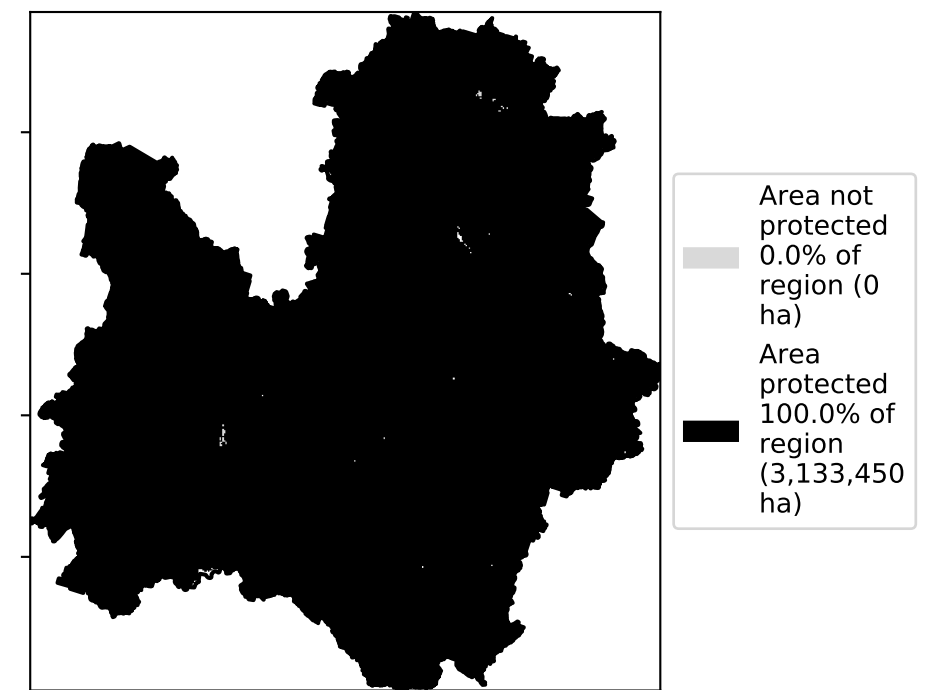 Area not
protected
0.0% of
region (0
ha)
Area
protected
100.0% of
region
(3,133,450
ha)